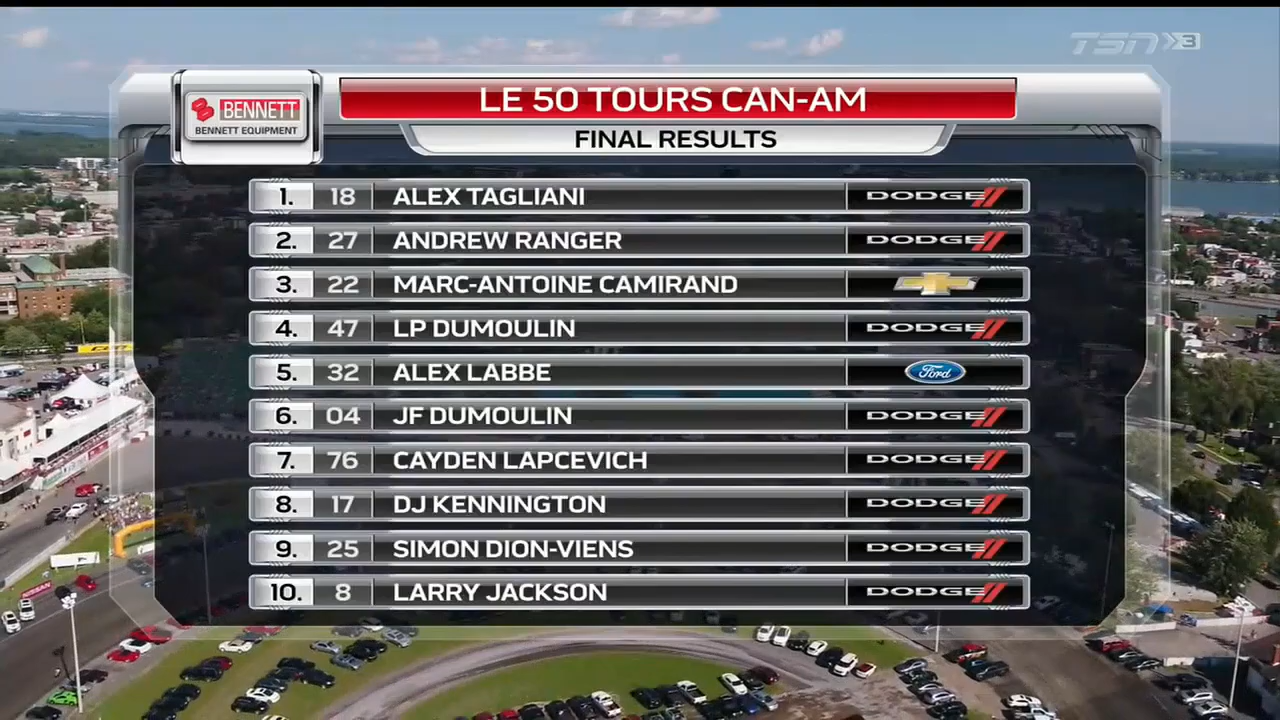 TSN 3
BENNETT
BENNETT EQUIPMENT
LE 50 TOURS CAN-AM
FINAL RESULTS
1. 18 ALEX TAGLIANI DODGE
2. 27 ANDREW RANGER DODGE
3. 22 MARC-ANTOINE CAMIRAND
4. 47 LP DUMOULIN DODGE
5. 32 ALEX LABBE Ford
6. 04 JF DUMOULIN DODGE
7. 76 CAYDEN LAPCEVICH DODGE
8. 17 DJ KENNINGTON DODGE
9. 25 SIMON DION-VIENS DODGE
10. 8 LARRY JACKSON DODGE
NISSAN